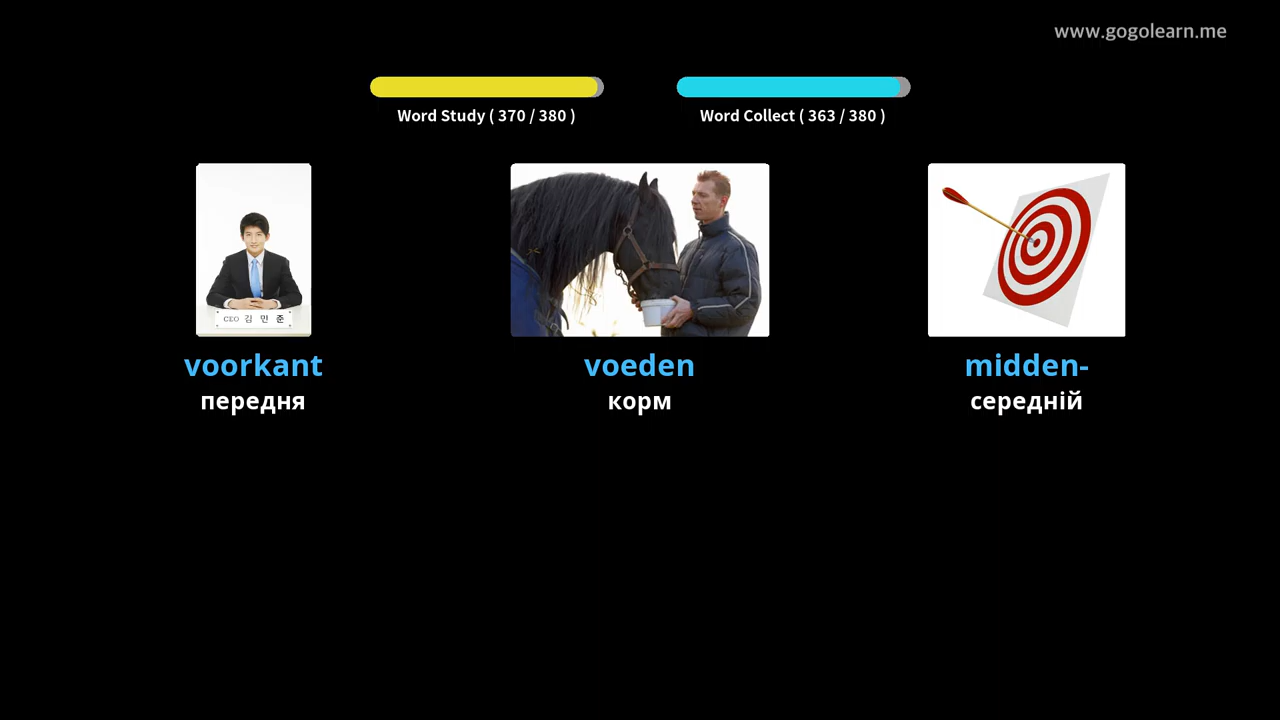 www.gogolearn.me
Word Study ( 370 / 380 )
Word Collect ( 363 / 380 )
CEO 김 민 준
voorkant
voeden
midden-
передня
корм
середній